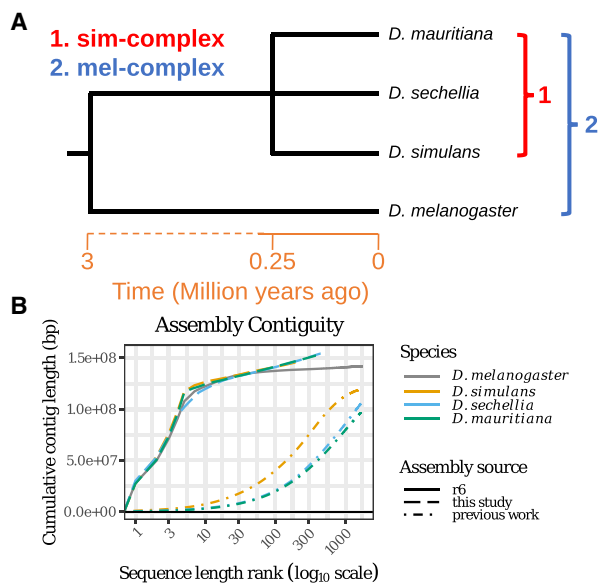 A
1. sim-complex
2. mel-complex
D. mauritiana
D. sechellia
D. simulans
D. melanogaster
1
2
3
0.25
0
Time (Million years ago)
B
Assembly Contiguity
Cumulative contig length (bp)
1.5e+08
1.0e+08
5.0e+07
0.0e+00
1
3
10
30
100
300
1000
Sequence length rank (log10 scale)
Species
D. melanogaster
D. simulans
D. sechellia
D. mauritiana
Assembly source
r6
this study
previous work